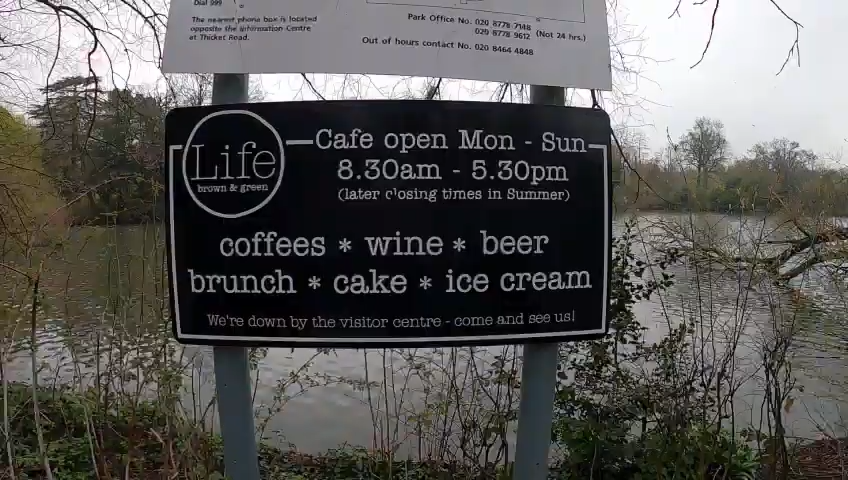 Dial 999
The nearest phone box is located
opposite the Information Centre
at Thicket Road.
Park Office No. 020 8778 7148
020 8778 9612 (Not 24 hrs.)
Out of hours contact No. 020 8464 4848
Life
brown & green
Cafe open Mon - Sun
8.30am - 5.30pm
(later closing times in Summer)
coffees * wine * beer
brunch * cake * ice cream
We're down by the visitor centre - come and see us!